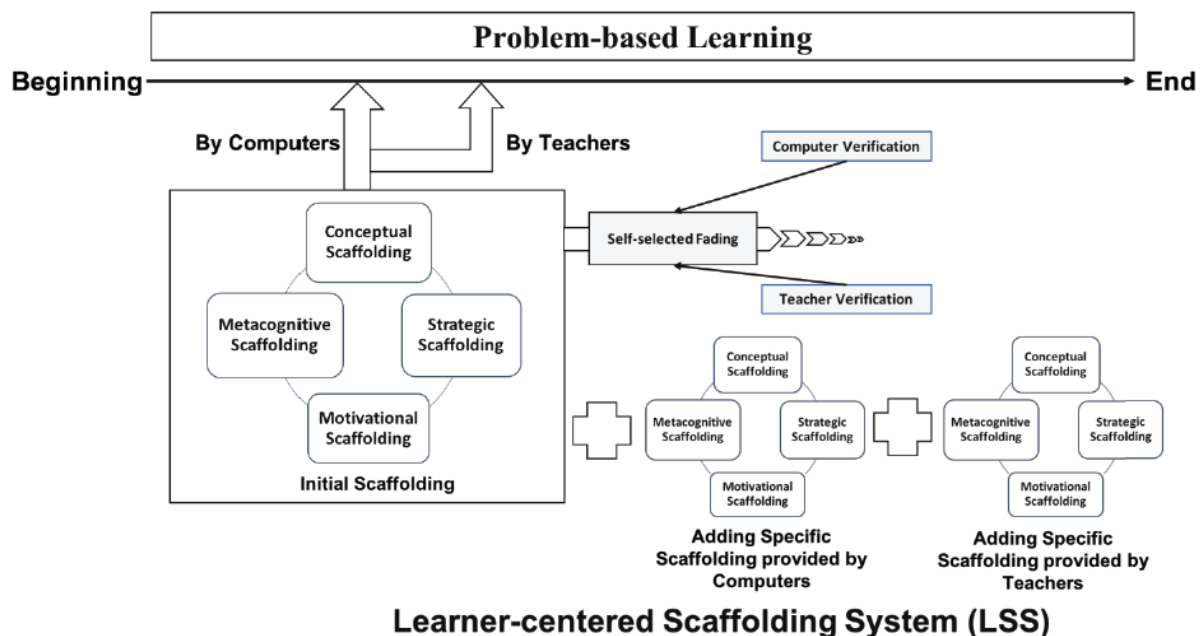 Problem-based Learning
Beginning
End
By Computers
By Teachers
Computer Verification
Conceptual
Scaffolding
Self-selected Fading
Metacognitive
Scaffolding
Strategic
Scaffolding
Teacher Verification
Motivational
Scaffolding
Initial Scaffolding
Conceptual
Scaffolding
Metacognitive
Scaffolding
Strategic
Scaffolding
Motivational
Scaffolding
Adding Specific
Scaffolding provided by
Computers
Conceptual
Scaffolding
Metacognitive
Scaffolding
Strategic
Scaffolding
Motivational
Scaffolding
Adding Specific
Scaffolding provided by
Teachers
Learner-centered Scaffolding System (LSS)